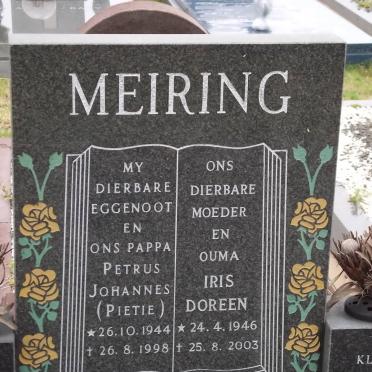 MEIRING
MY
DIERBARE
EGGENOOT
EN
ONS PAPPA
PETRUS
JOHANNES
(PIETIE)
★26.10.1944
†26.8.1998
ONS
DIERBARE
MOEDER
EN
OUMA
IRIS
DOREEN
★24.4.1946
†25.8.2003
KL